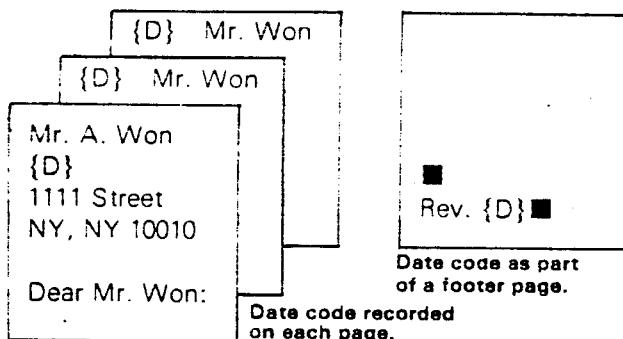 {D} Mr. Won
{D} Mr. Won
Mr. A. Won
{D}
1111 Street
NY, NY 10010
Dear Mr. Won:
Date code recorded
on each page.
Rev. {D}
Date code as part
of a footer page.